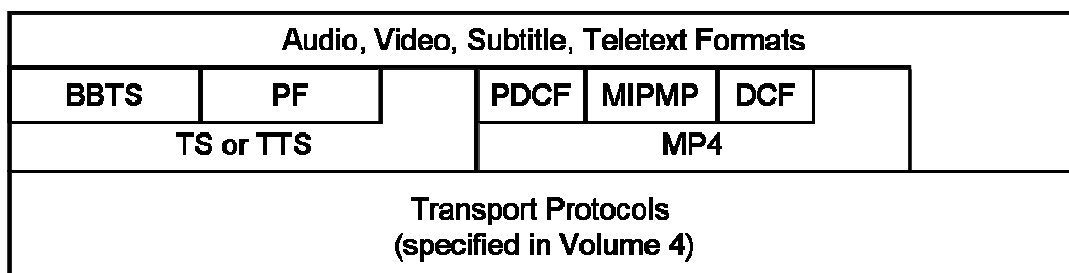 Audio, Video, Subtitle, Teletext Formats
BBTS PF PDCF MIPMP DCF
TS or TTS MP4
Transport Protocols
(specified in Volume 4)